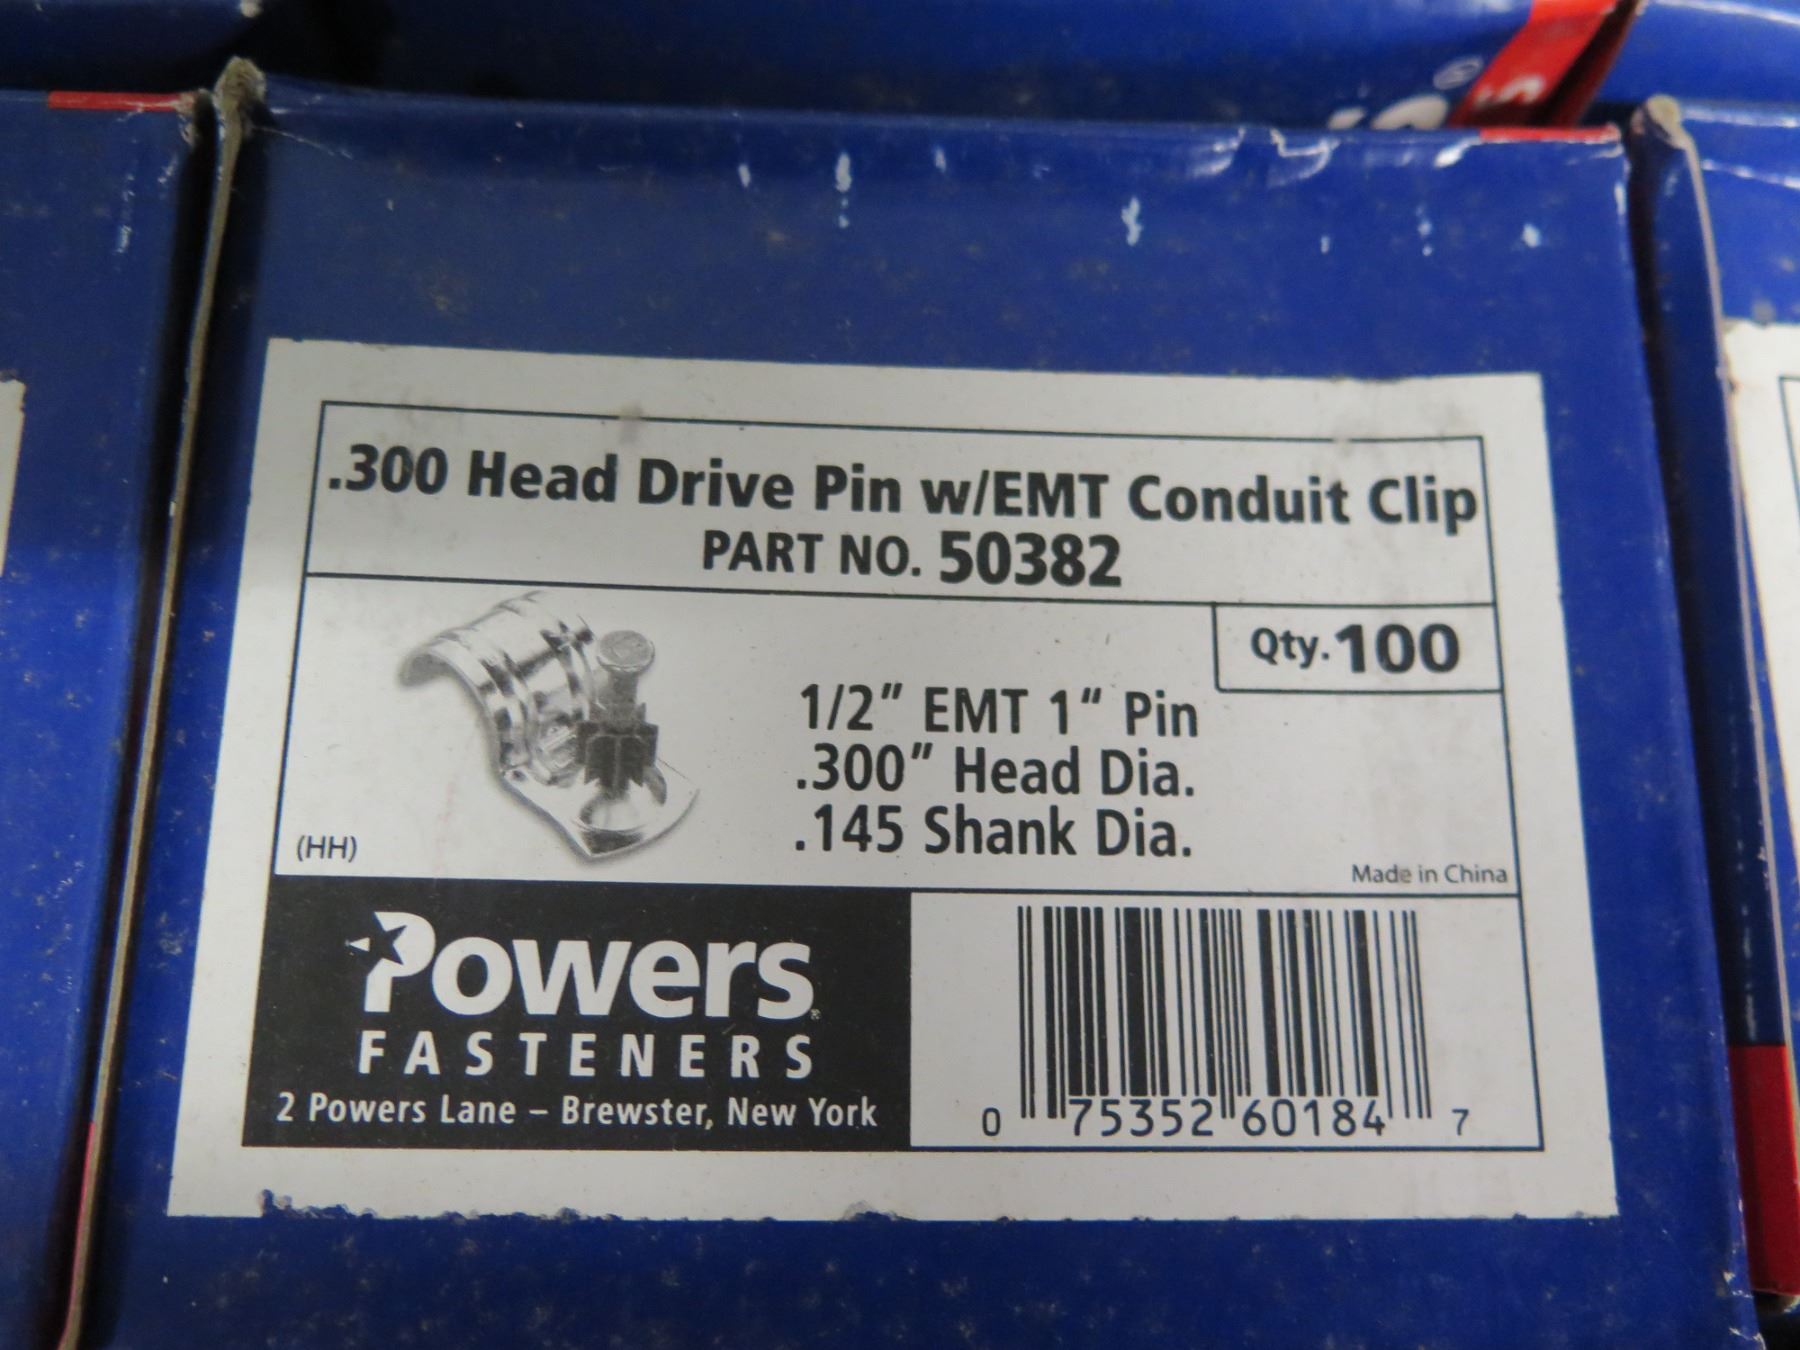 .300 Head Drive Pin w/EMT Conduit Clip
PART NO. 50382
Qty. 100
1/2" EMT 1" Pin
.300" Head Dia.
.145 Shank Dia.
(HH)
Made in China
Powers®
FASTENERS
2 Powers Lane – Brewster, New York
0 75352 60184 7